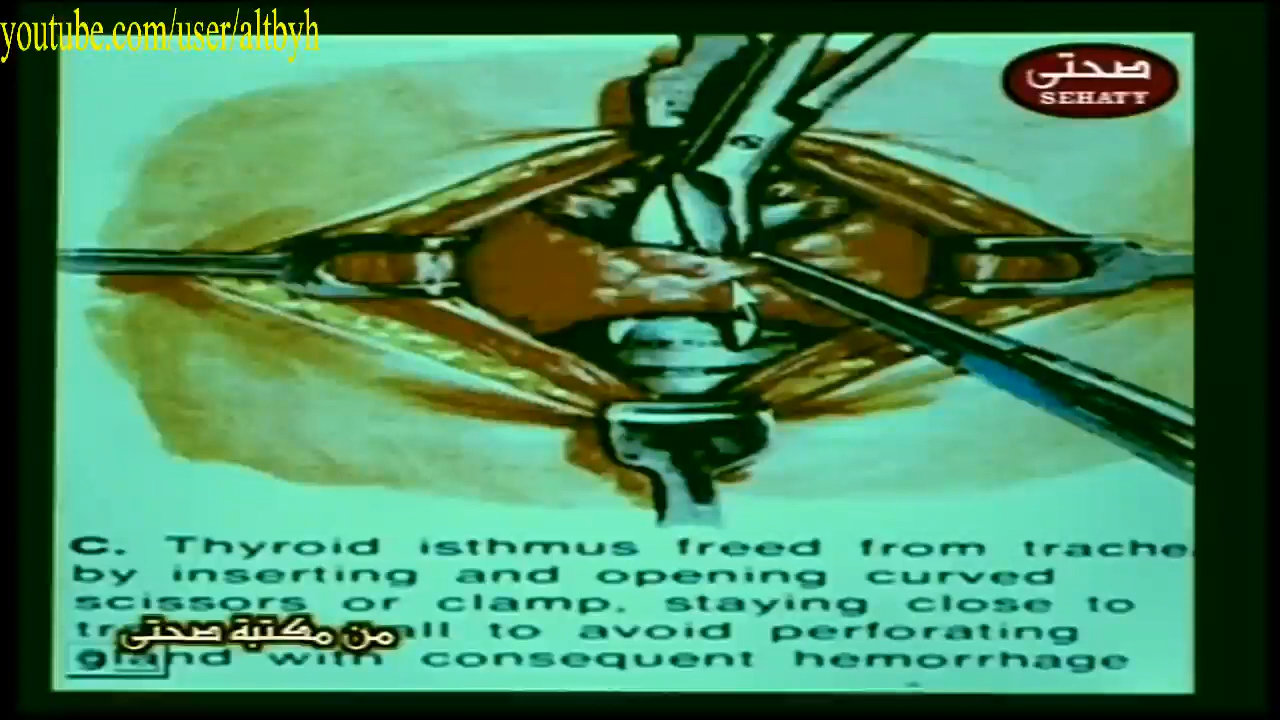 youtube.com/user/altbyh
صحتى
SEHATY
C. Thyroid isthmus freed from trache
by inserting and opening curved
scissors or clamp, staying close to
all to avoid perforating
gland with consequent hemorrhage
من مكتبة صحتى